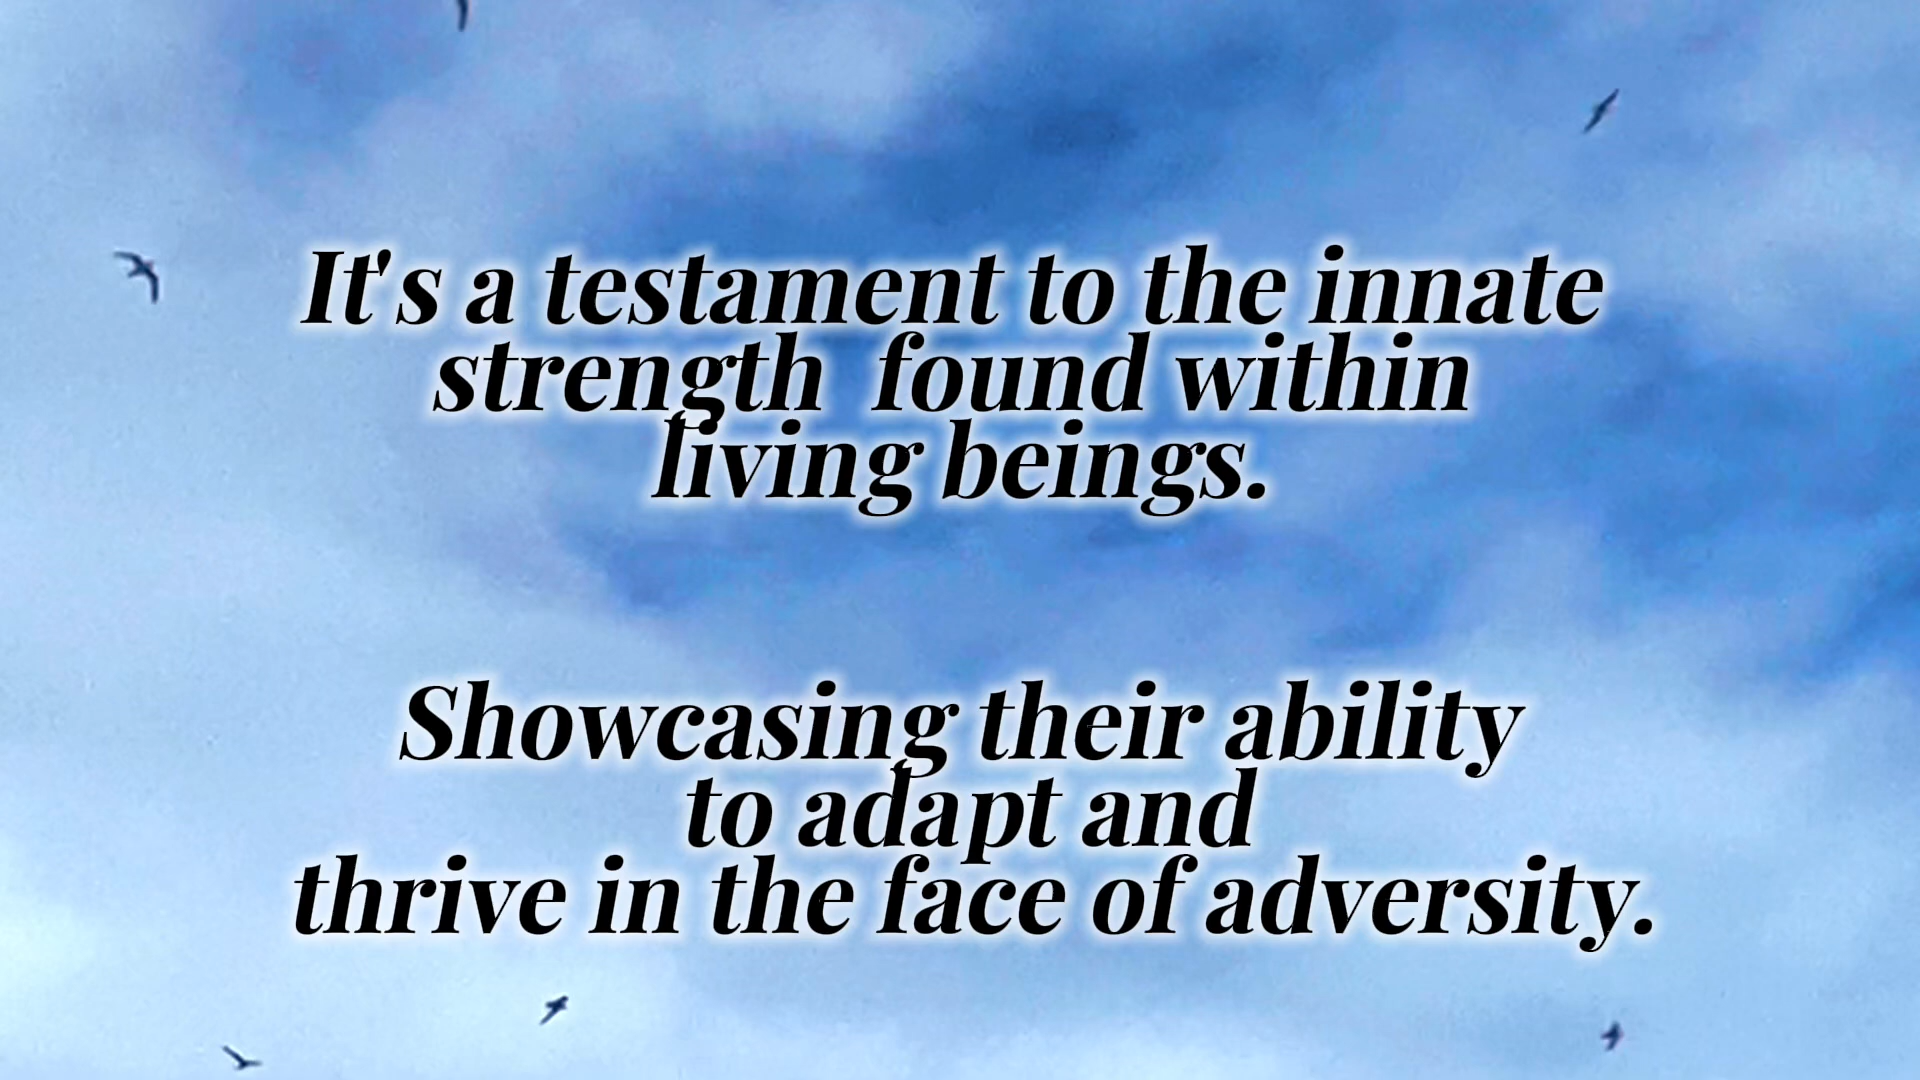 It's a testament to the innate
strength  found within
living beings.
Showcasing their ability
to adapt and
thrive in the face of adversity.